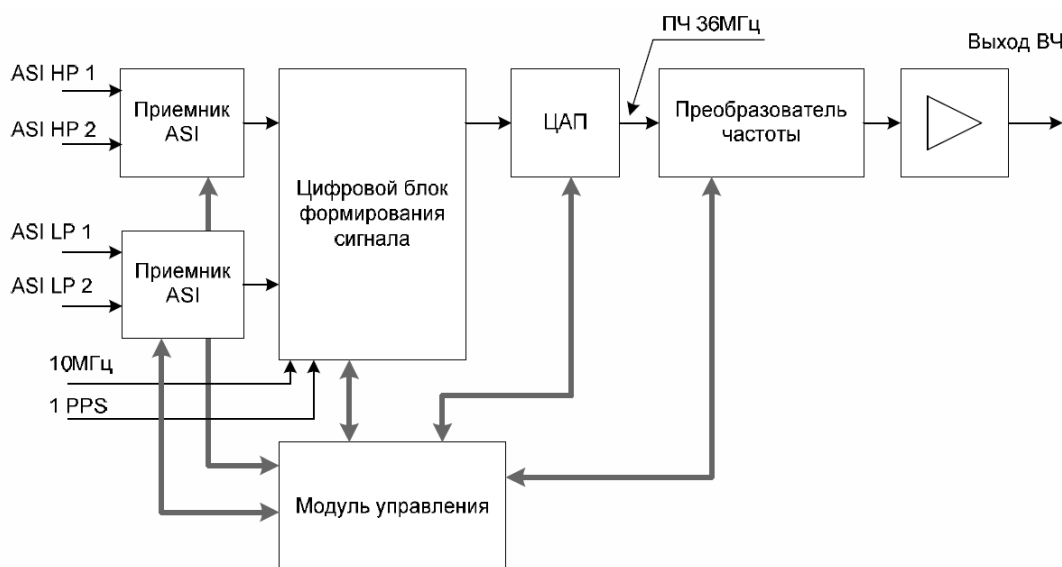 ПЧ 36МГц
Выход ВЧ
ASI HP 1
ASI HP 2
Приемник
ASI
Цифровой блок
формирования
сигнала
ЦАП
Преобразователь
частоты
ASI LP 1
ASI LP 2
Приемник
ASI
10МГц
1 PPS
Модуль управления